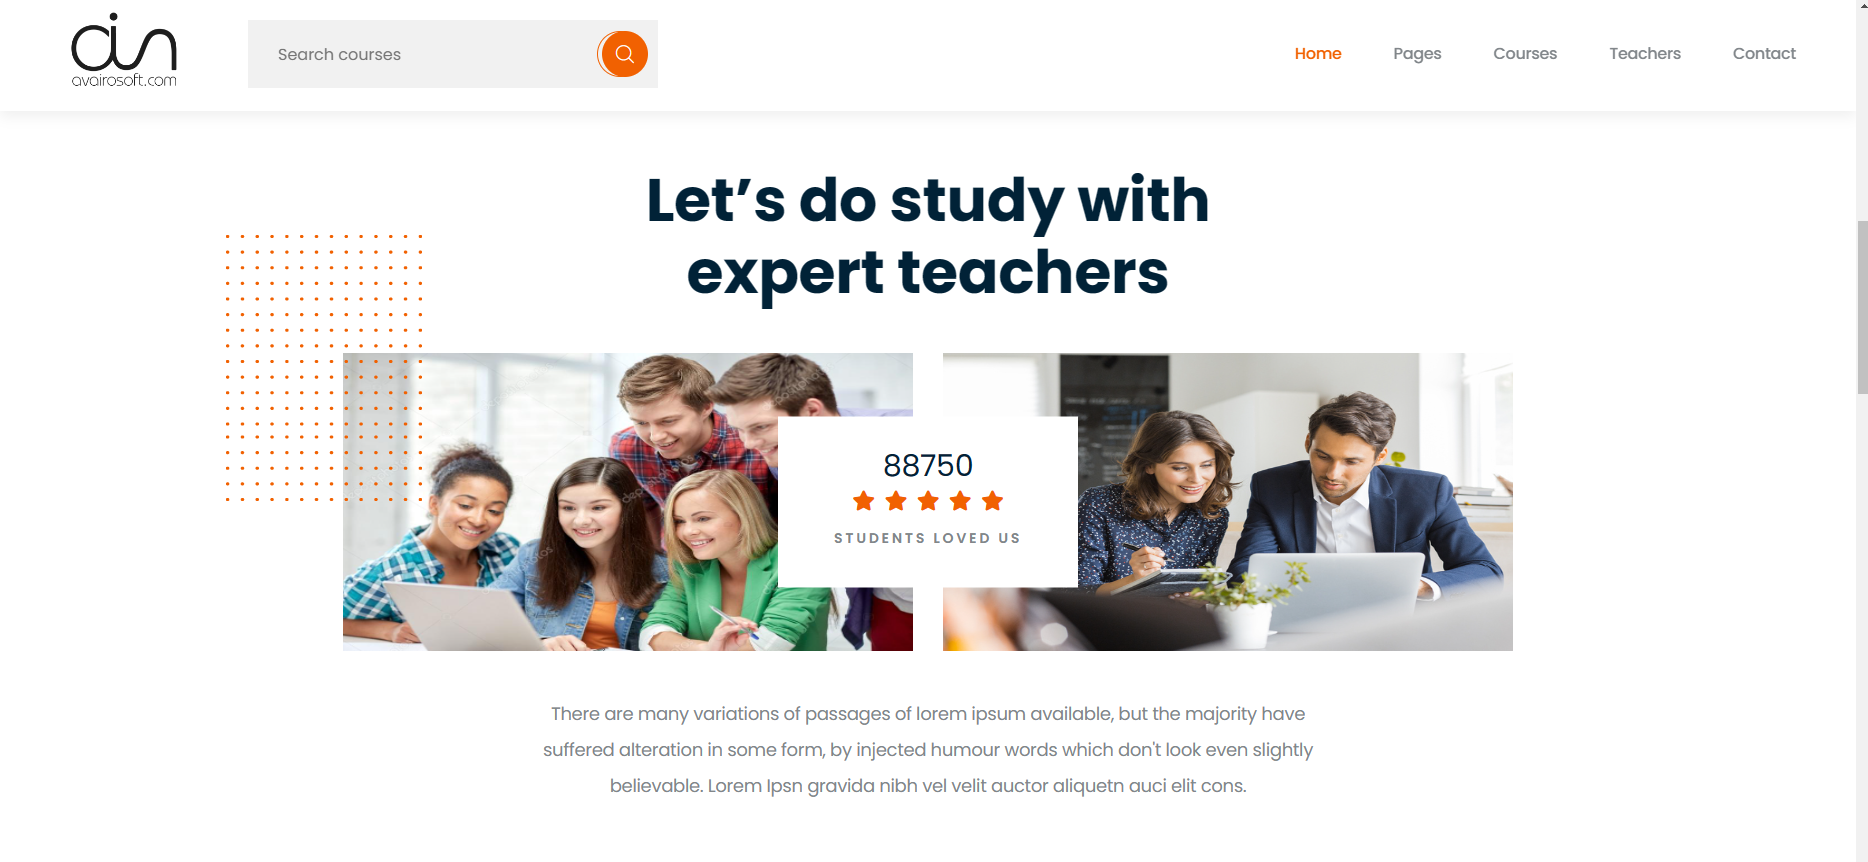 avairosoft.com
Search courses
Home
Pages
Courses
Teachers
Contact
Let’s do study with
expert teachers
88750
STUDENTS LOVED US
There are many variations of passages of lorem ipsum available, but the majority have
suffered alteration in some form, by injected humour words which don't look even slightly
believable. Lorem Ipsn gravida nibh vel velit auctor aliquetn auci elit cons.